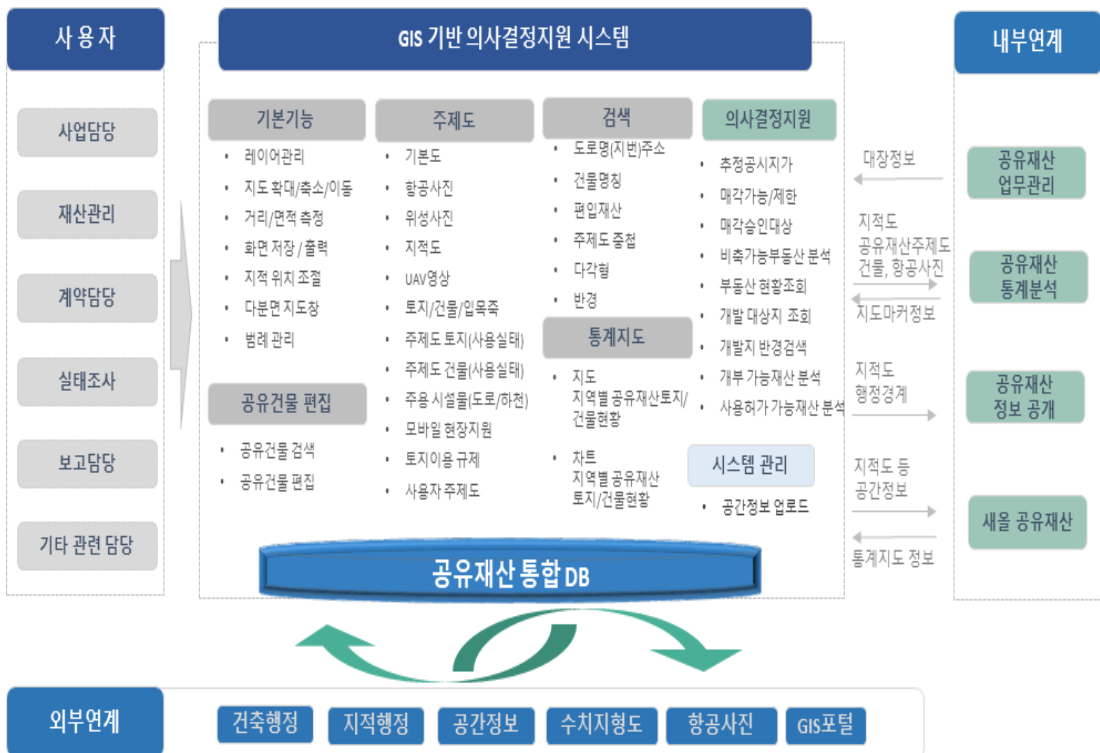 사용자
사업담당
재산관리
계약담당
실태조사
보고담당
기타 관련 담당
GIS 기반 의사결정지원 시스템
기본기능
• 레이어관리
• 지도 확대/축소/이동
• 거리/면적 측정
• 화면 저장 / 출력
• 지적 위치 조절
• 다분면 지도창
• 범례 관리
공유건물 편집
• 공유건물 검색
• 공유건물 편집
주제도
• 기본도
• 항공사진
• 위성사진
• 지적도
• UAV영상
• 토지/건물/입목죽
• 주제도 토지(사용실태)
• 주제도 건물(사용실태)
• 주용 시설물(도로/하천)
• 모바일 현장지원
• 토지이용 규제
• 사용자 주제도
검색
• 도로명(지번)주소
• 건물명칭
• 편입재산
• 주제도 중첩
• 다각형
• 반경
통계지도
• 지도
지역별 공유재산토지/
건물현황
• 차트
지역별 공유재산
토지/건물현황
의사결정지원
• 추정공시지가
• 매각가능/제한
• 매각승인대상
• 비축가능부동산 분석
• 부동산 현황조회
• 개발 대상지 조회
• 개발지 반경검색
• 개부 가능재산 분석
• 사용허가 가능재산 분석
시스템 관리
• 공간정보 업로드
공유재산 통합 DB
대장정보
지적도
공유재산주제도
건물, 항공사진
지도마커정보
지적도
행정경계
지적도 등
공간정보
통계지도 정보
내부연계
공유재산
업무관리
공유재산
통계분석
공유재산
정보 공개
새올 공유재산
외부연계
건축행정
지적행정
공간정보
수치지형도
항공사진
GIS포털